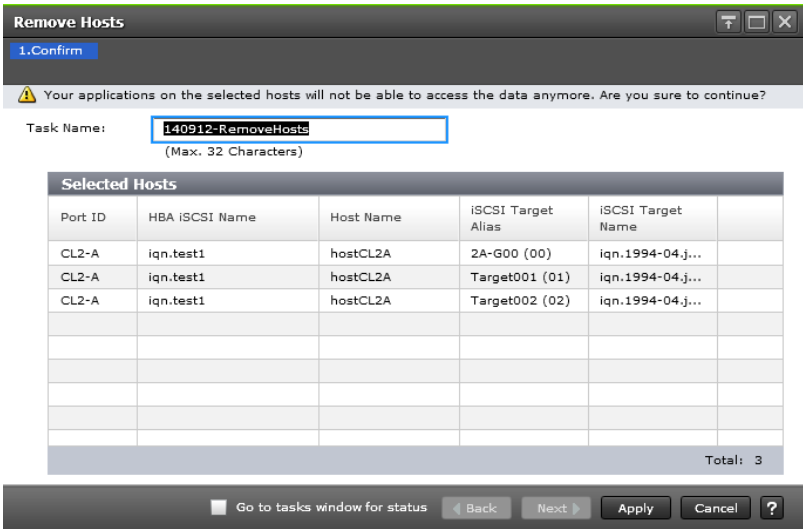 Remove Hosts
1.Confirm
Your applications on the selected hosts will not be able to access the data anymore. Are you sure to continue?
Task Name: 140912-RemoveHosts
(Max. 32 Characters)
Selected Hosts
Port ID HBA iSCSI Name Host Name iSCSI Target Alias iSCSI Target Name
CL2-A iqn.test1 hostCL2A 2A-G00 (00) iqn.1994-04.j...
CL2-A iqn.test1 hostCL2A Target001 (01) iqn.1994-04.j...
CL2-A iqn.test1 hostCL2A Target002 (02) iqn.1994-04.j...
Total: 3
Go to tasks window for status Back Next Apply Cancel ?